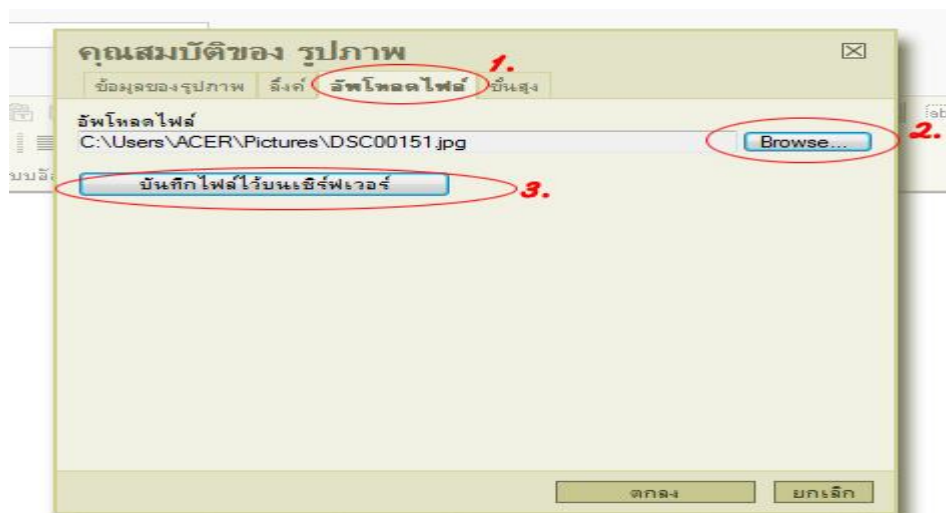 คุณสมบัติของ รูปภาพ
1.
ข้อมูลของรูปภาพ ลิ้งค์ อัพโหลดไฟล์ ขั้นสูง
อัพโหลดไฟล์
C:\Users\ACER\Pictures\DSC00151.jpg Browse... 2.
บันทึกไฟล์ไว้บนเซิร์ฟเวอร์ 3.
ตกลง ยกเลิก